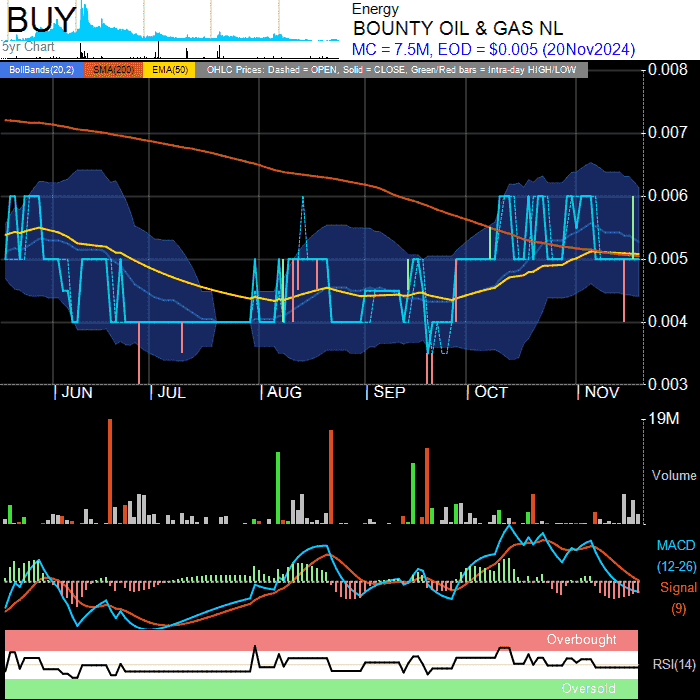 BUY
5yr Chart
Energy
BOUNTY OIL & GAS NL
MC = 7.5M, EOD = $0.005 (20Nov2024)
BollBands(20,2) SMA(200) EMA(50) OHLC Prices: Dashed = OPEN, Solid = CLOSE, Green/Red bars = Intra-day HIGH/LOW
0.008
0.007
0.006
0.005
0.004
0.003
JUN JUL AUG SEP OCT NOV
19M
Volume
MACD
(12-26)
Signal
(9)
Overbought
RSI(14)
Oversold